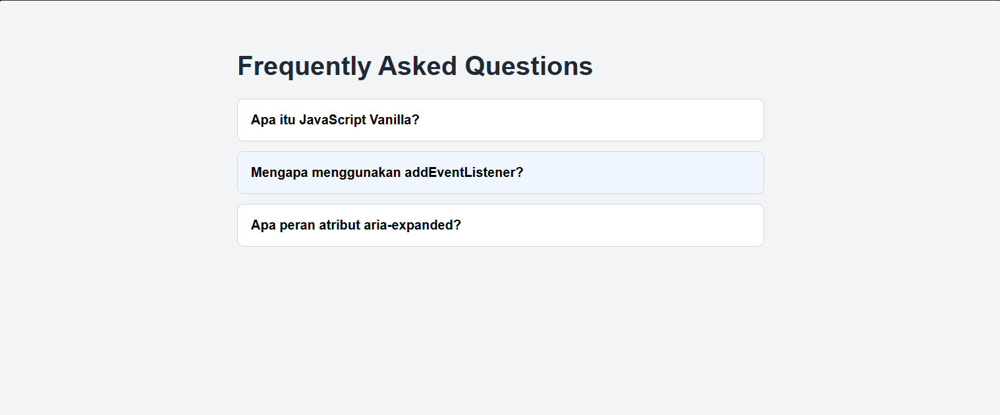 Frequently Asked Questions
Apa itu JavaScript Vanilla?
Mengapa menggunakan addEventListener?
Apa peran atribut aria-expanded?